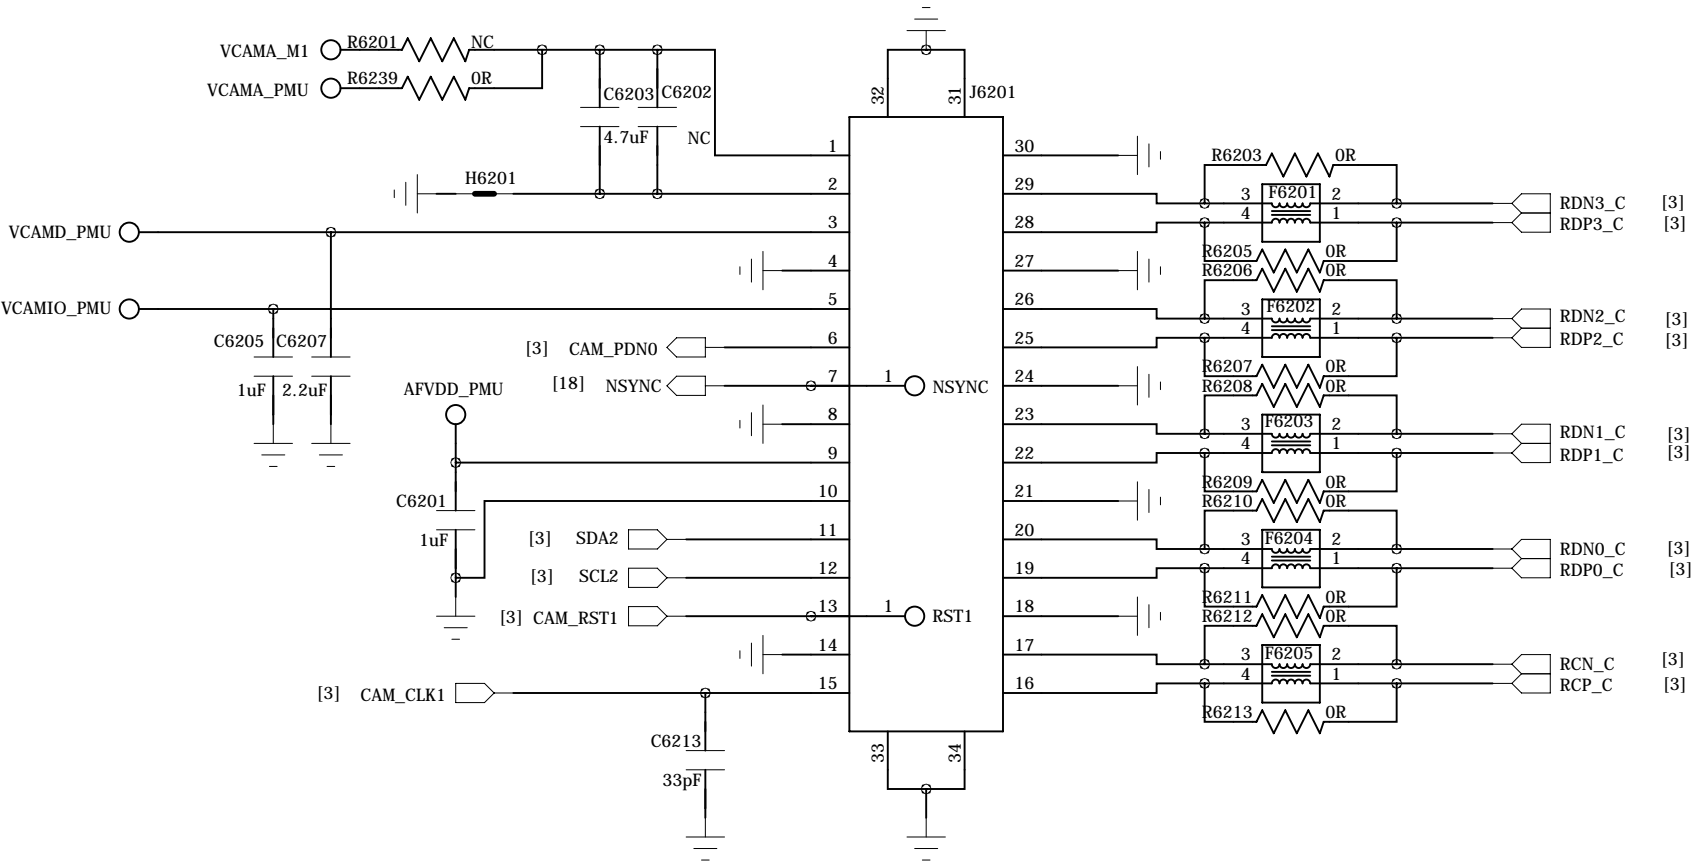 VCAMA_M1 R6201 NC
VCAMA_PMU R6239 0R
C6203 C6202
4.7uF NC
H6201
VCAMD_PMU
VCAMIO_PMU
C6205 C6207
1uF 2.2uF
AFVDD_PMU
C6201
1uF
[3] CAM_PDN0
[18] NSYNC
[3] SDA2
[3] SCL2
[3] CAM_RST1
[3] CAM_CLK1
C6213
33pF
32 31 J6201
1 30
2 29
3 28
4 27
5 26
6 25
7 1 NSYNC 24
8 23
9 22
10 21
11 20
12 19
13 1 RST1 18
14 17
15 16
33 34
R6203 0R
F6201
3 2 RDN3_C [3]
4 1 RDP3_C [3]
R6205 0R
R6206 0R
F6202
3 2 RDN2_C [3]
4 1 RDP2_C [3]
R6207 0R
R6208 0R
F6203
3 2 RDN1_C [3]
4 1 RDP1_C [3]
R6209 0R
R6210 0R
F6204
3 2 RDN0_C [3]
4 1 RDP0_C [3]
R6211 0R
R6212 0R
F6205
3 2 RCN_C [3]
4 1 RCP_C [3]
R6213 0R